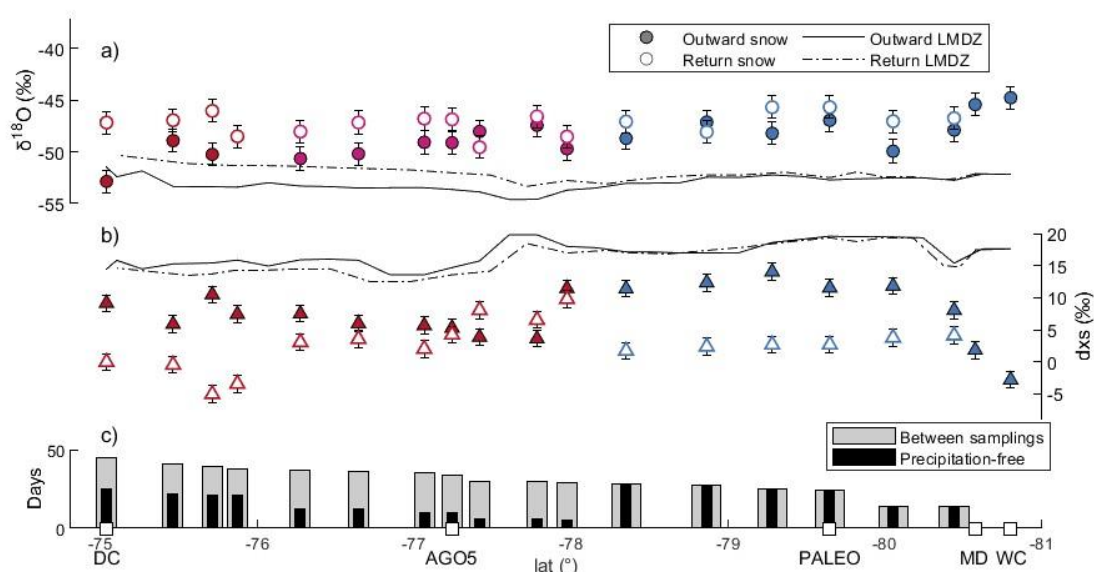 a)
-40
-45
-50
-55
δ18O (‰)
Outward snow
Outward LMDZ
Return snow
Return LMDZ
b)
20
15
10
5
0
-5
dxs (‰)
c)
50
0
Days
Between samplings
Precipitation-free
-75 -76 -77 -78 -79 -80 -81
DC AGO5 lat (°) PALEO MD WC